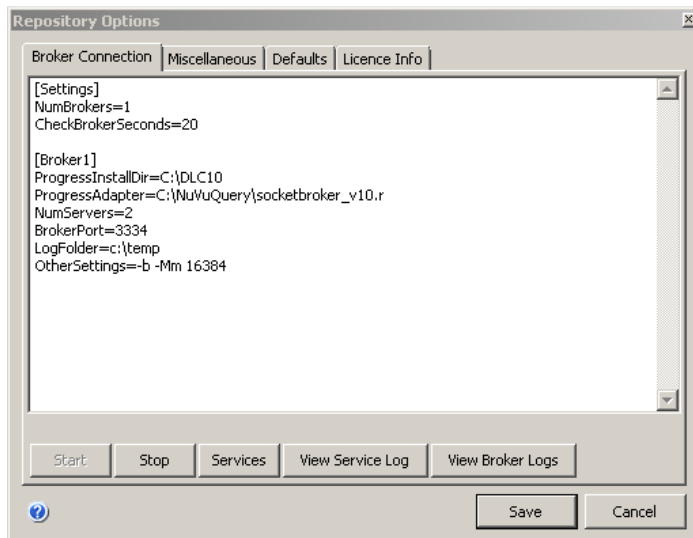 Repository Options
Broker Connection Miscellaneous Defaults Licence Info
[Settings]
NumBrokers=1
CheckBrokerSeconds=20
[Broker1]
ProgressInstallDir=C:\DLC10
ProgressAdapter=C:\NuVuQuery\socketbroker_v10.r
NumServers=2
BrokerPort=3334
LogFolder=c:\temp
OtherSettings=-b -Mm 16384
Start Stop Services View Service Log View Broker Logs
Save Cancel